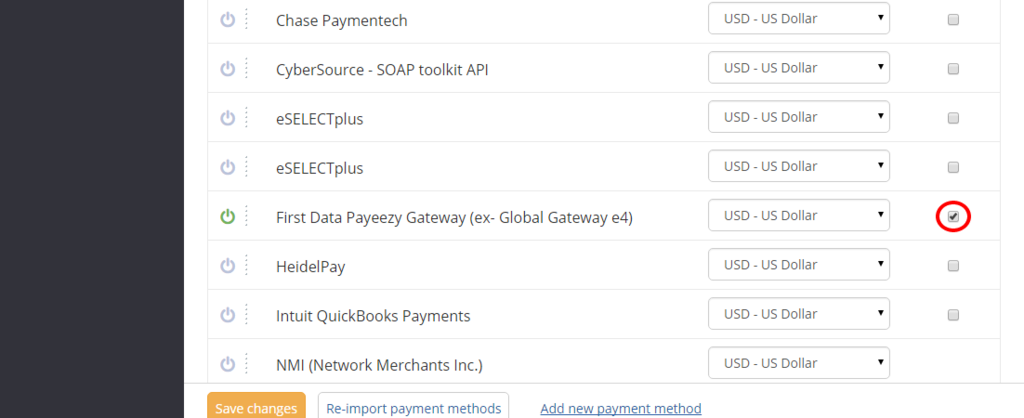 Chase Paymentech USD - US Dollar
CyberSource - SOAP toolkit API USD - US Dollar
eSELECTplus USD - US Dollar
eSELECTplus USD - US Dollar
First Data Payeezy Gateway (ex- Global Gateway e4) USD - US Dollar
HeidelPay USD - US Dollar
Intuit QuickBooks Payments USD - US Dollar
NMI (Network Merchants Inc.) USD - US Dollar
Save changes Re-import payment methods Add new payment method